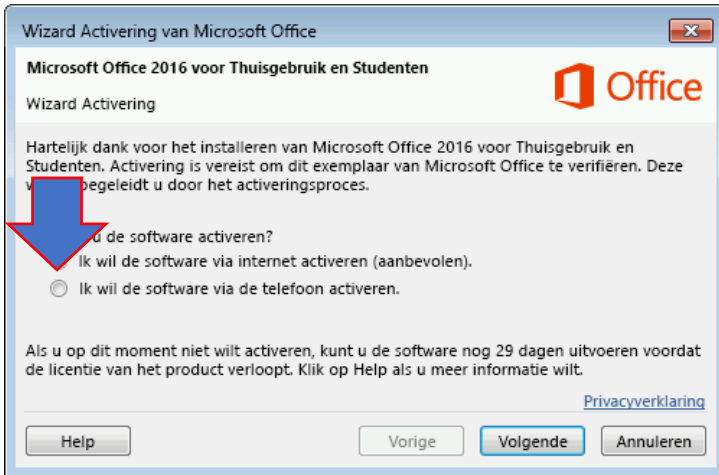 Wizard Activering van Microsoft Office
Microsoft Office 2016 voor Thuisgebruik en Studenten
Office
Wizard Activering
Hartelijk dank voor het installeren van Microsoft Office 2016 voor Thuisgebruik en
Studenten. Activering is vereist om dit exemplaar van Microsoft Office te verifiëren. Deze
begeleidt u door het activeringsproces.
u de software activeren?
Ik wil de software via internet activeren (aanbevolen).
Ik wil de software via de telefoon activeren.
Als u op dit moment niet wilt activeren, kunt u de software nog 29 dagen uitvoeren voordat
de licentie van het product verloopt. Klik op Help als u meer informatie wilt.
Privacyverklaring
Help Vorige Volgende Annuleren